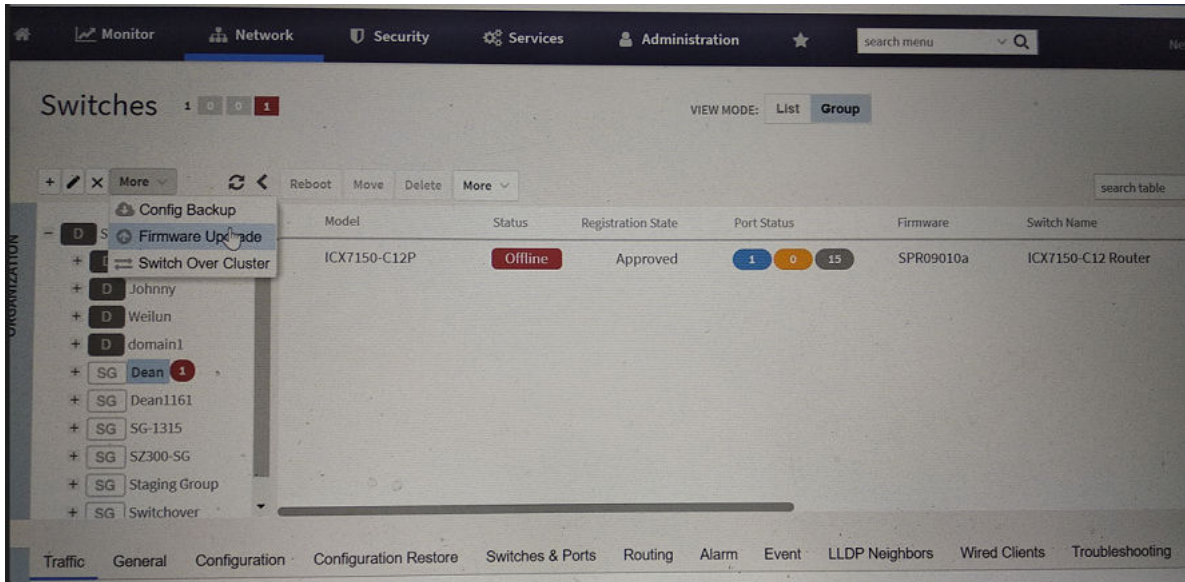 Monitor Network Security Services Administration search menu
Switches 1 0 0 1 VIEW MODE: List Group
More Reboot Move Delete More search table
Config Backup
Firmware Upgrade
Switch Over Cluster
Model Status Registration State Port Status Firmware Switch Name
ICX7150-C12P Offline Approved 1 0 15 SPR09010a ICX7150-C12 Router
ORGANIZATION
D S
D
D Johnny
D Weilun
D domain1
SG Dean 1
SG Dean1161
SG SG-1315
SG SZ300-SG
SG Staging Group
SG Switchover
Traffic General Configuration Configuration Restore Switches & Ports Routing Alarm Event LLDP Neighbors Wired Clients Troubleshooting